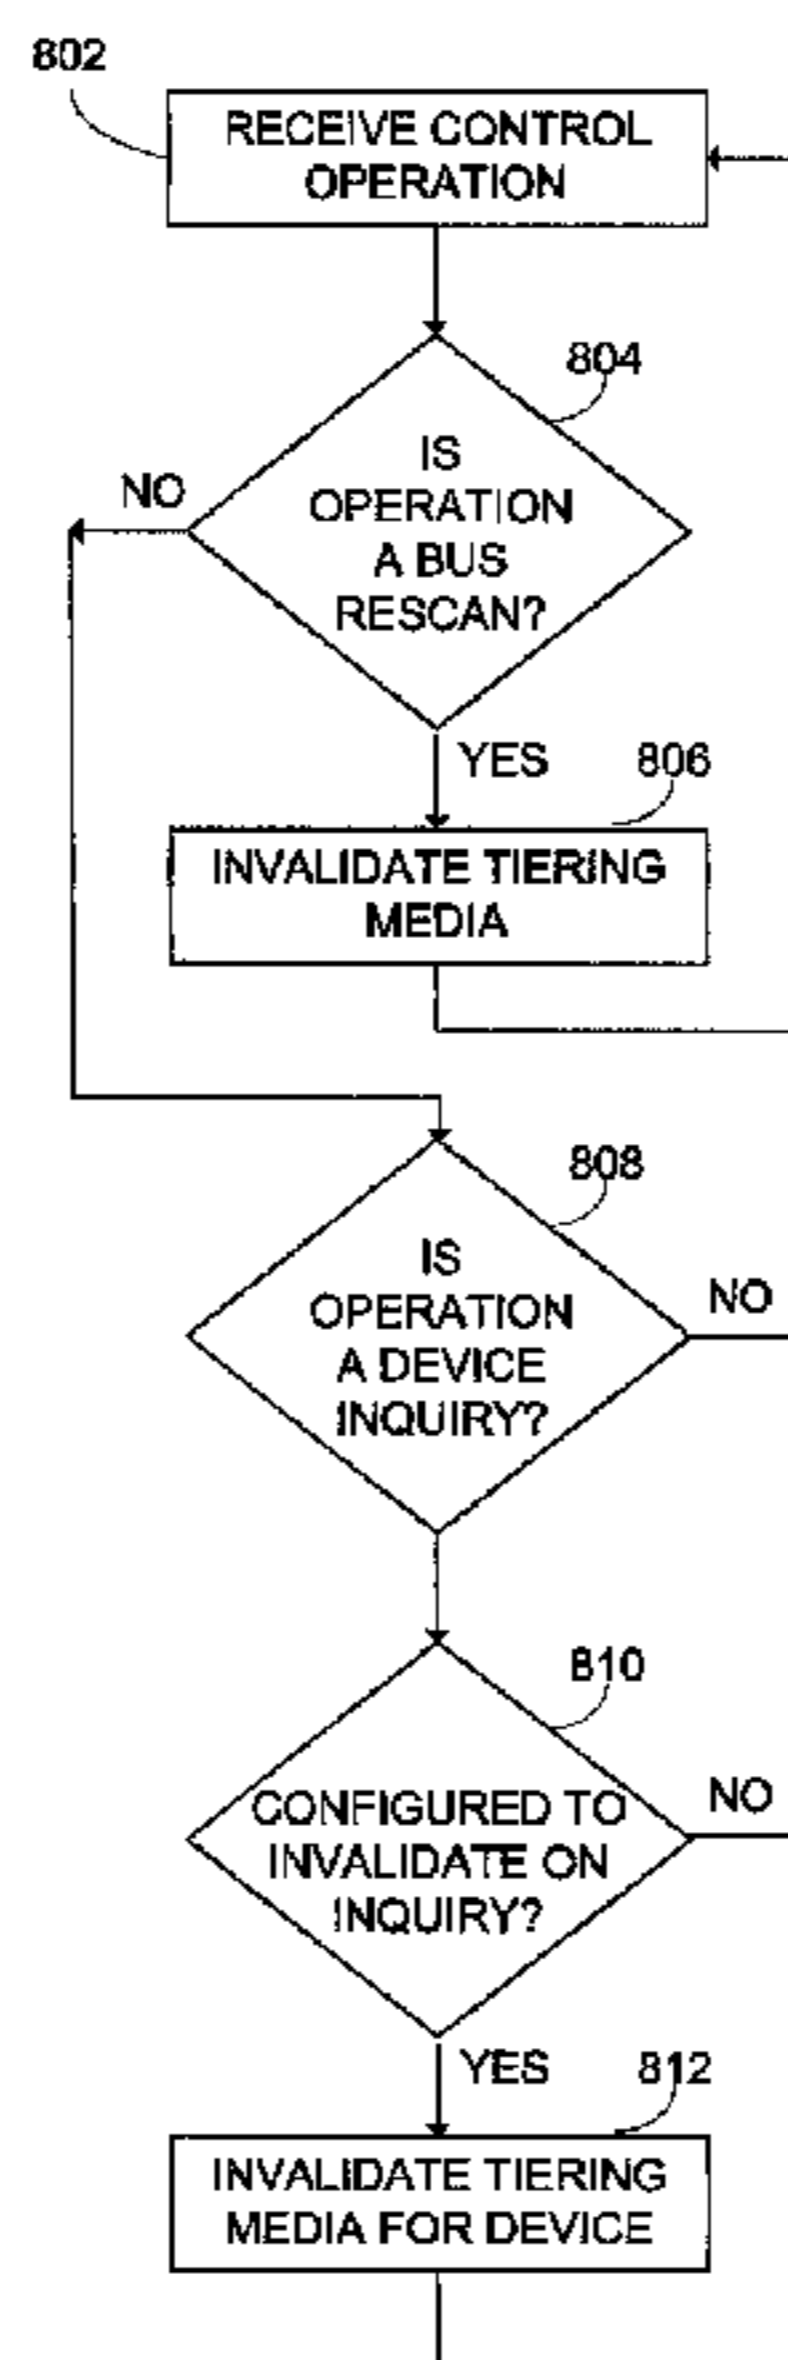 802
RECEIVE CONTROL
OPERATION
804
IS
OPERATION
A BUS
RESCAN?
NO
YES
806
INVALIDATE TIERING
MEDIA
808
IS
OPERATION
A DEVICE
INQUIRY?
NO
810
CONFIGURED TO
INVALIDATE ON
INQUIRY?
NO
YES
812
INVALIDATE TIERING
MEDIA FOR DEVICE